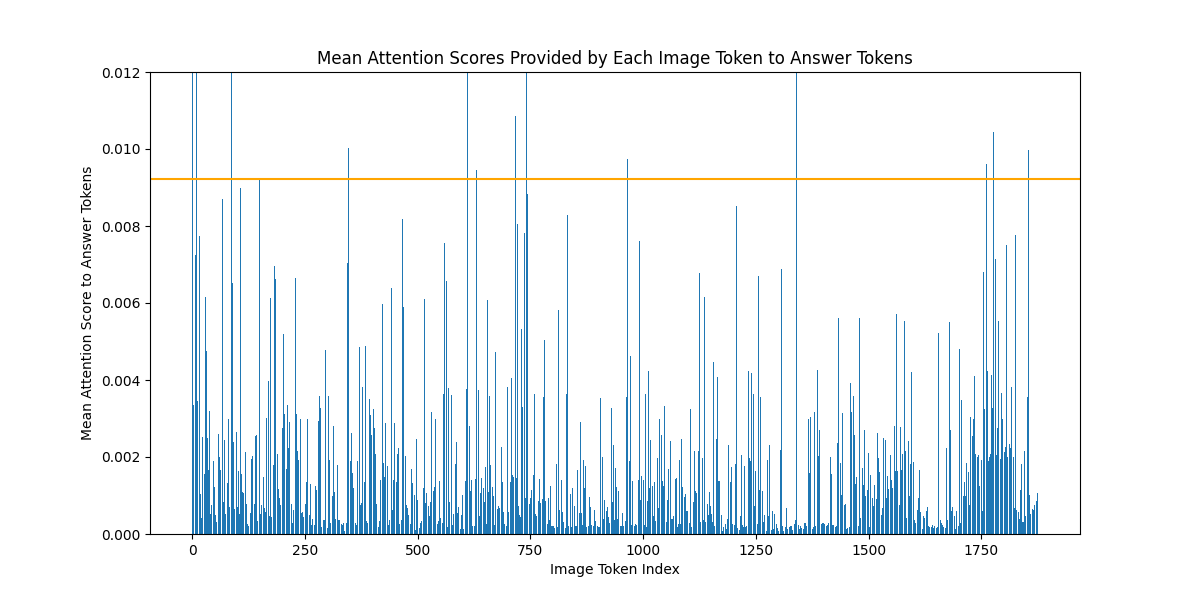 Mean Attention Scores Provided by Each Image Token to Answer Tokens
Mean Attention Score to Answer Tokens
0.012
0.010
0.008
0.006
0.004
0.002
0.000
0 250 500 750 1000 1250 1500 1750
Image Token Index